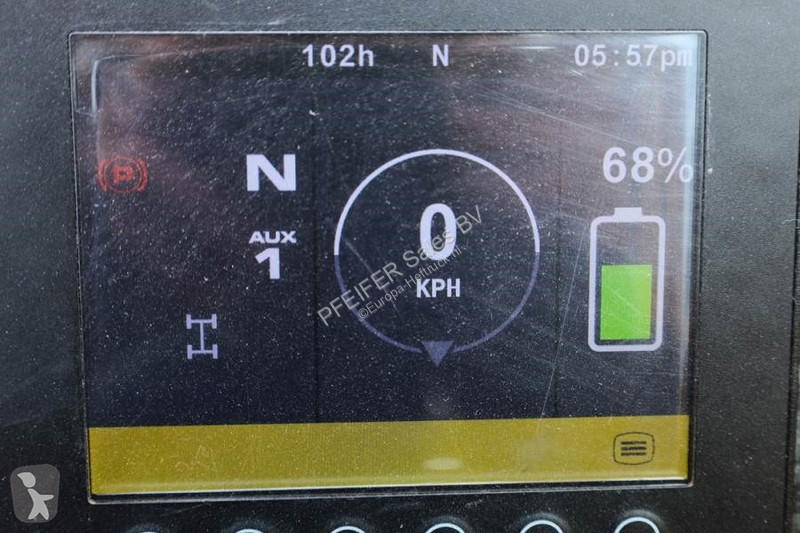 102h N 05:57pm
P
N
68%
AUX
1
0
KPH
PFEIFER Sales BV
©Europa-Heftruck.nl